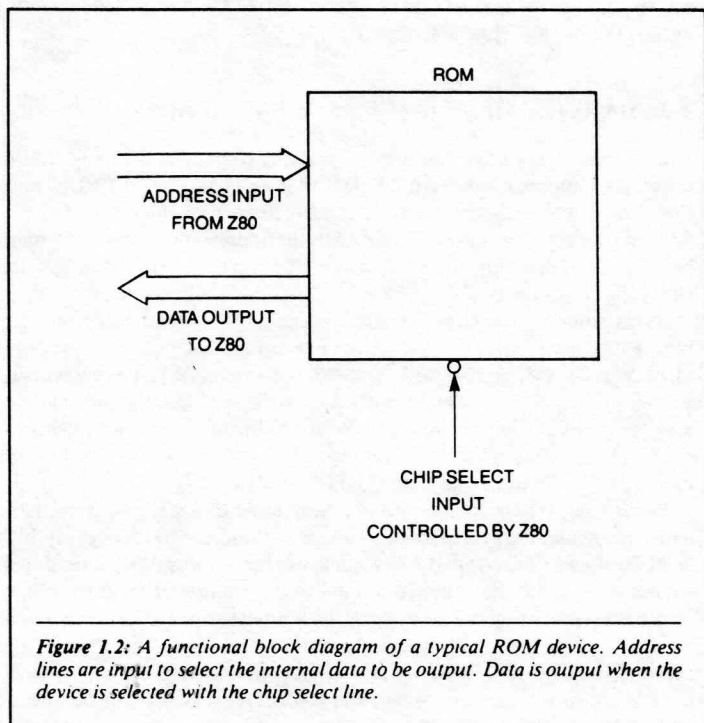 ROM
ADDRESS INPUT
FROM Z80
DATA OUTPUT
TO Z80
CHIP SELECT
INPUT
CONTROLLED BY Z80
Figure 1.2: A functional block diagram of a typical ROM device. Address
lines are input to select the internal data to be output. Data is output when the
device is selected with the chip select line.